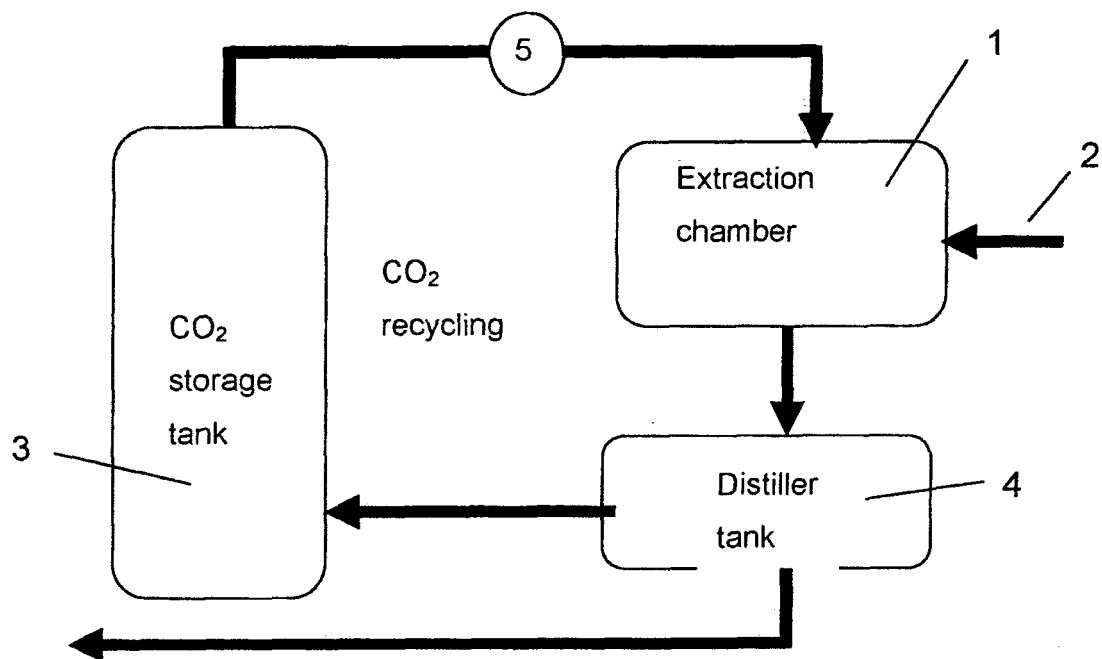 5
1
Extraction
chamber
2
CO₂
recycling
CO₂
storage
tank
3
Distiller
tank
4